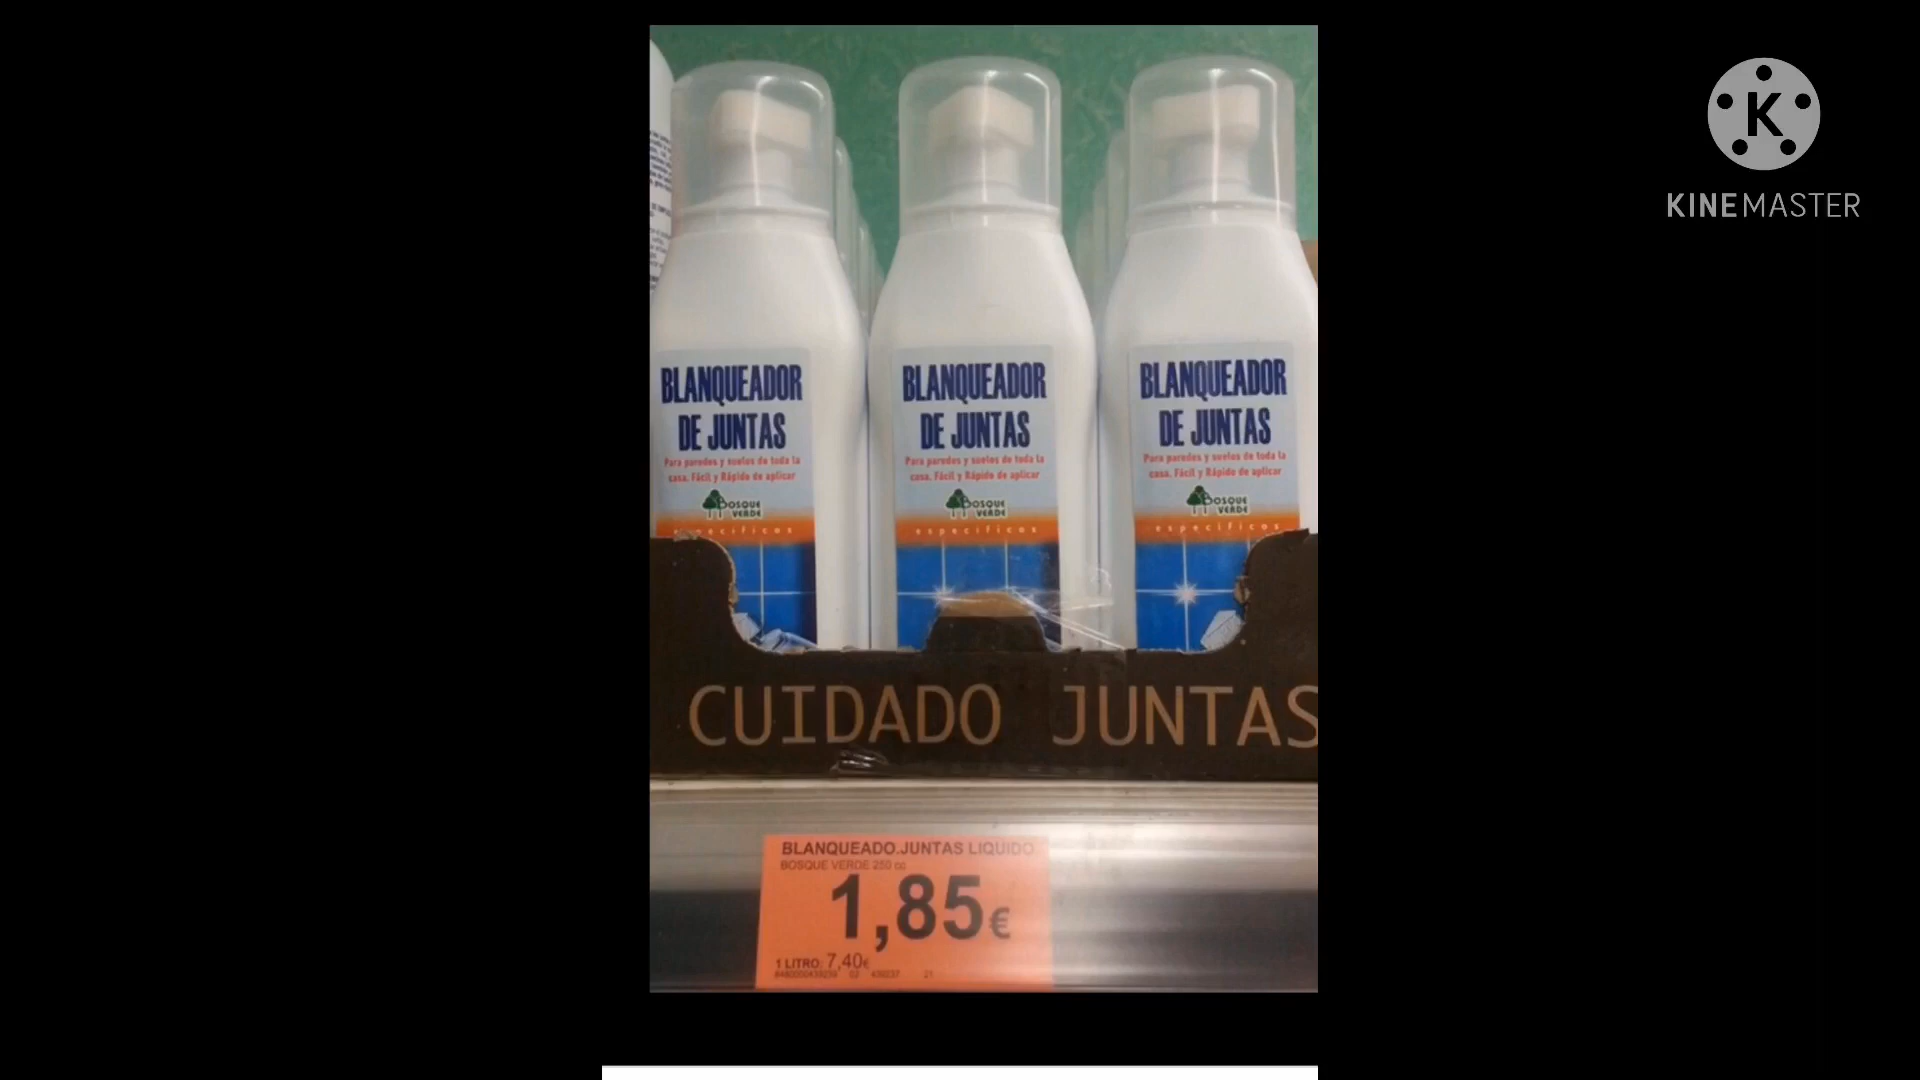 KINEMASTER
BLANQUEADOR
DE JUNTAS
Para paredes y suelos de toda la
casa. Fácil y Rápido de aplicar
BOSQUE
VERDE
específicos
BLANQUEADOR
DE JUNTAS
Para paredes y suelos de toda la
casa. Fácil y Rápido de aplicar
BOSQUE
VERDE
específicos
BLANQUEADOR
DE JUNTAS
Para paredes y suelos de toda la
casa. Fácil y Rápido de aplicar
BOSQUE
VERDE
específicos
CUIDADO JUNTAS
BLANQUEADO.JUNTAS LIQUIDO
BOSQUE VERDE 250 cc
1,85€
1 LITRO: 7,40€